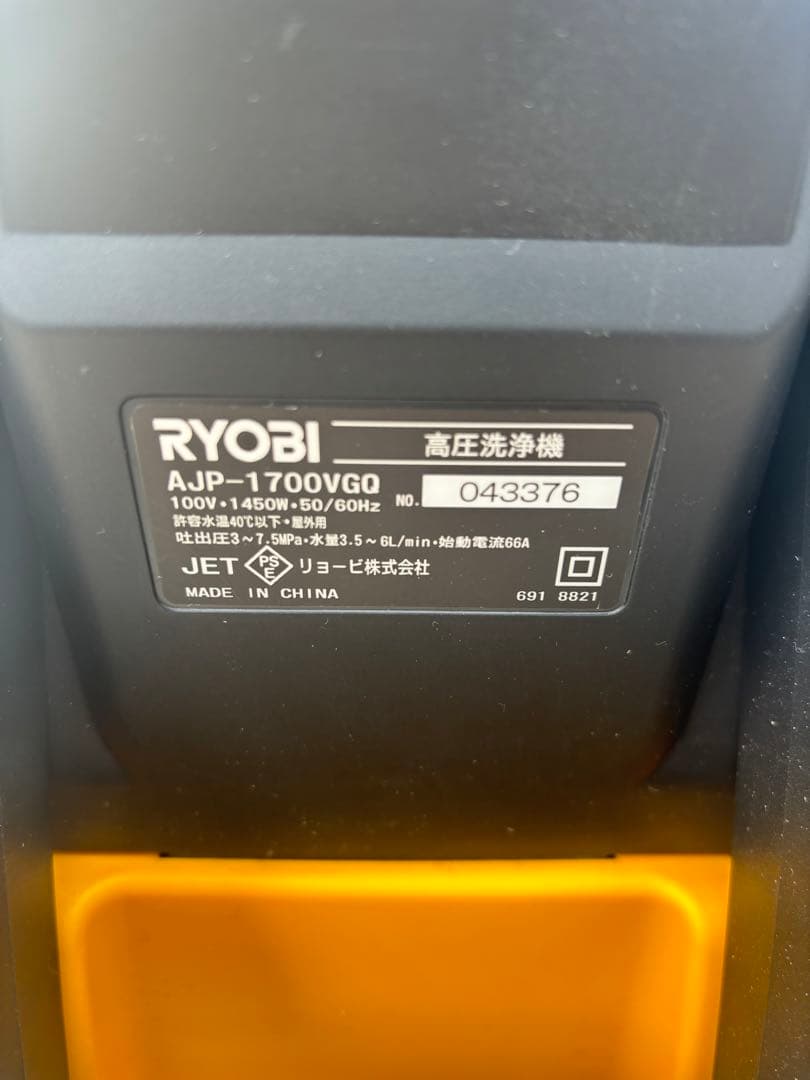 RYOBI 高圧洗浄機
AJP-1700VGQ
100V・1450W・50/60Hz NO. 043376
許容水温40℃以下・屋外用
吐出圧3～7.5MPa・水量3.5～6L/min・始動電流66A
JET PSE リョービ株式会社
MADE IN CHINA 691 8821